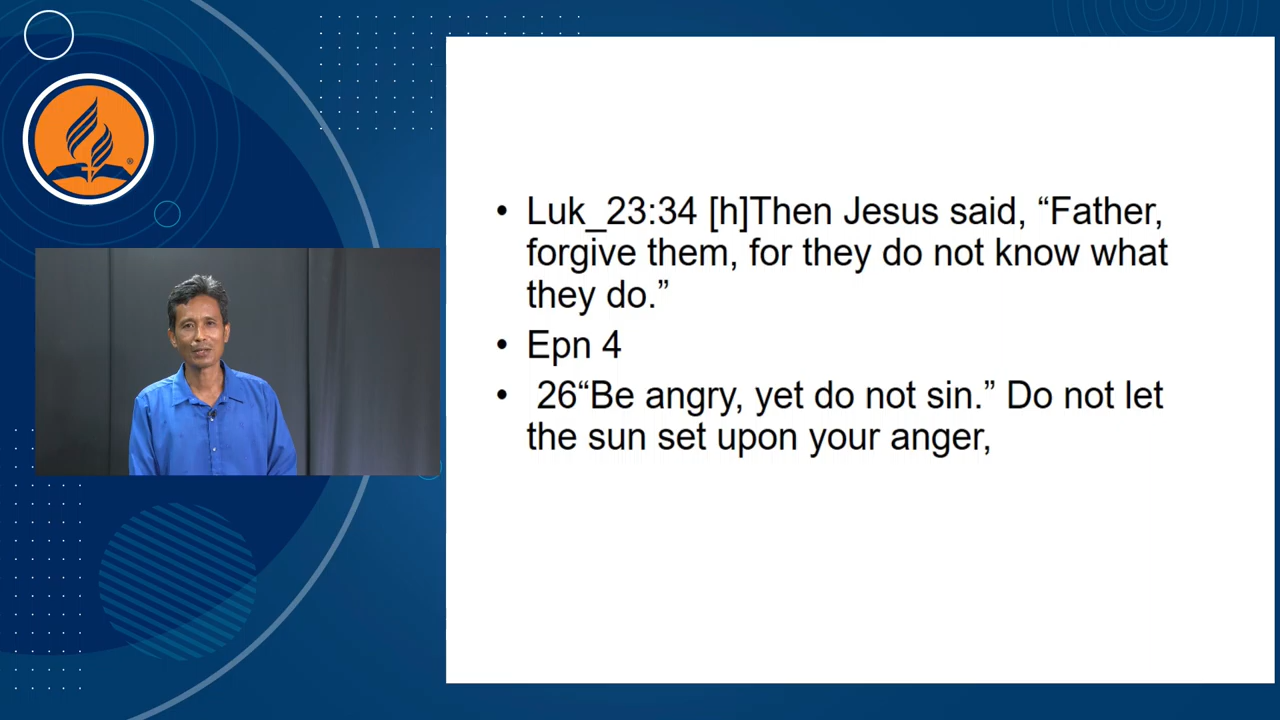 • Luk_23:34 [h]Then Jesus said, “Father,
forgive them, for they do not know what
they do.”
• Epn 4
• 26“Be angry, yet do not sin.” Do not let
the sun set upon your anger,
®